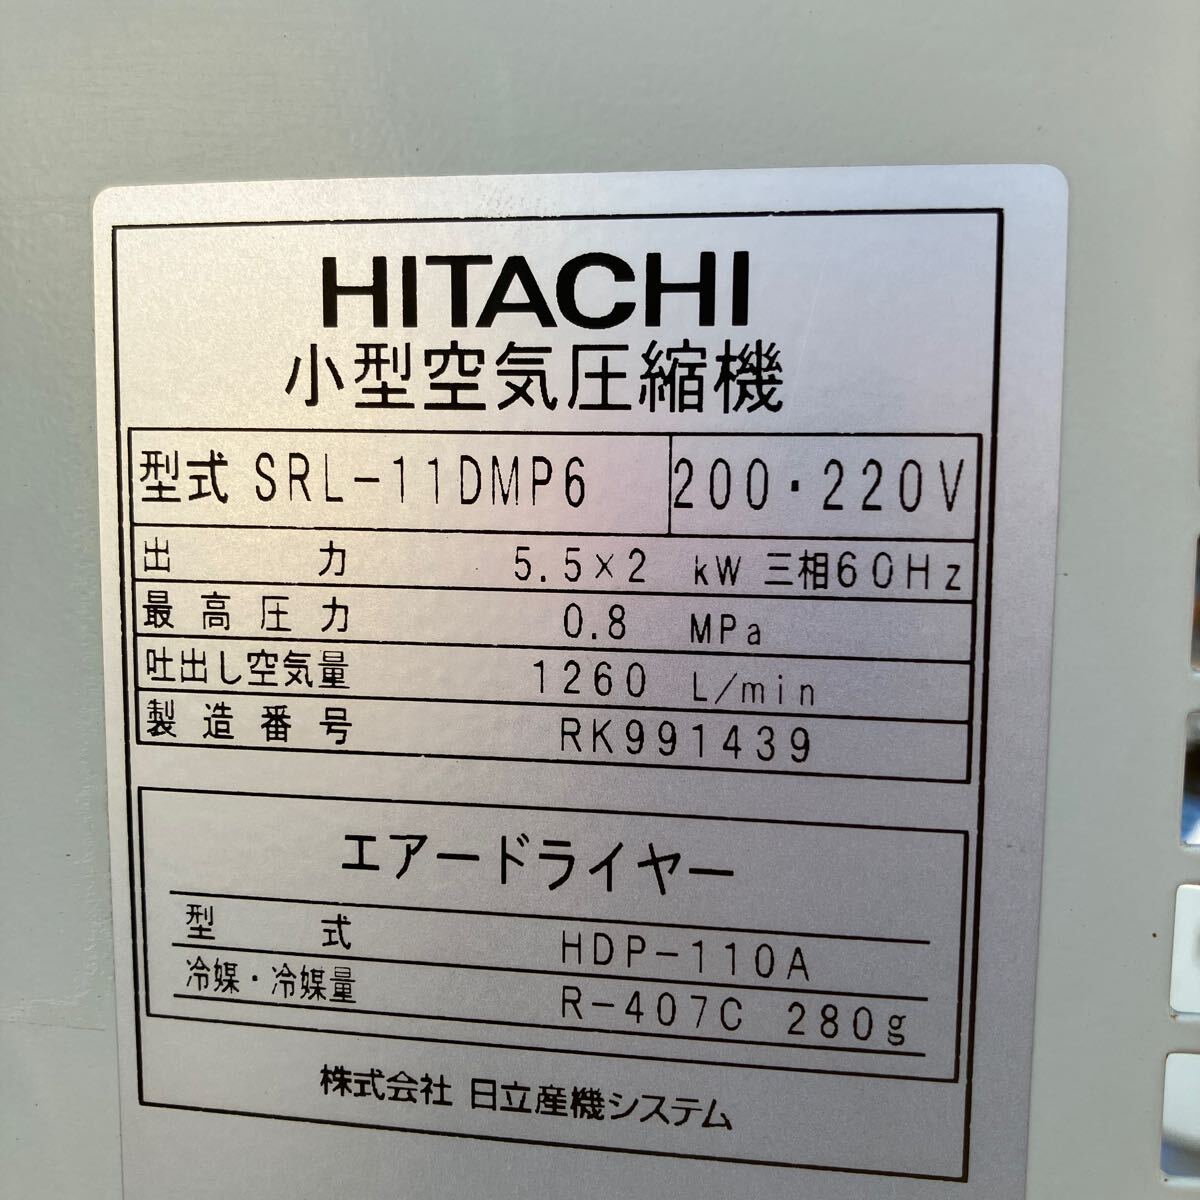 HITACHI
小型空気圧縮機
型式 SRL-11DMP6 200・220V
出力 5.5×2 kW 三相60Hz
最高圧力 0.8 MPa
吐出し空気量 1260 L/min
製造番号 RK991439
エアードライヤー
型式 HDP-110A
冷媒・冷媒量 R-407C 280g
株式会社 日立産機システム